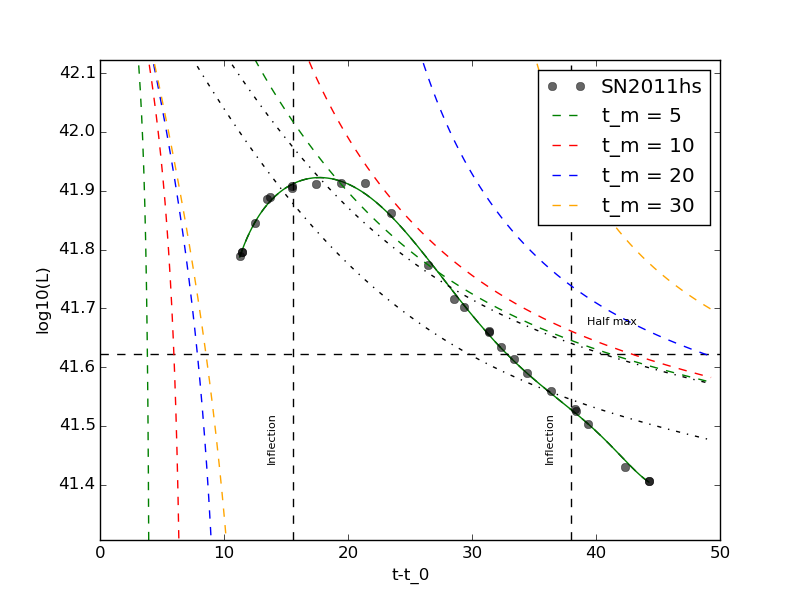 42.1
42.0
41.9
41.8
41.7
41.6
41.5
41.4
log10(L)
0
10
20
30
40
50
t-t_0
SN2011hs
t_m = 5
t_m = 10
t_m = 20
t_m = 30
Half max
Inflection
Inflection